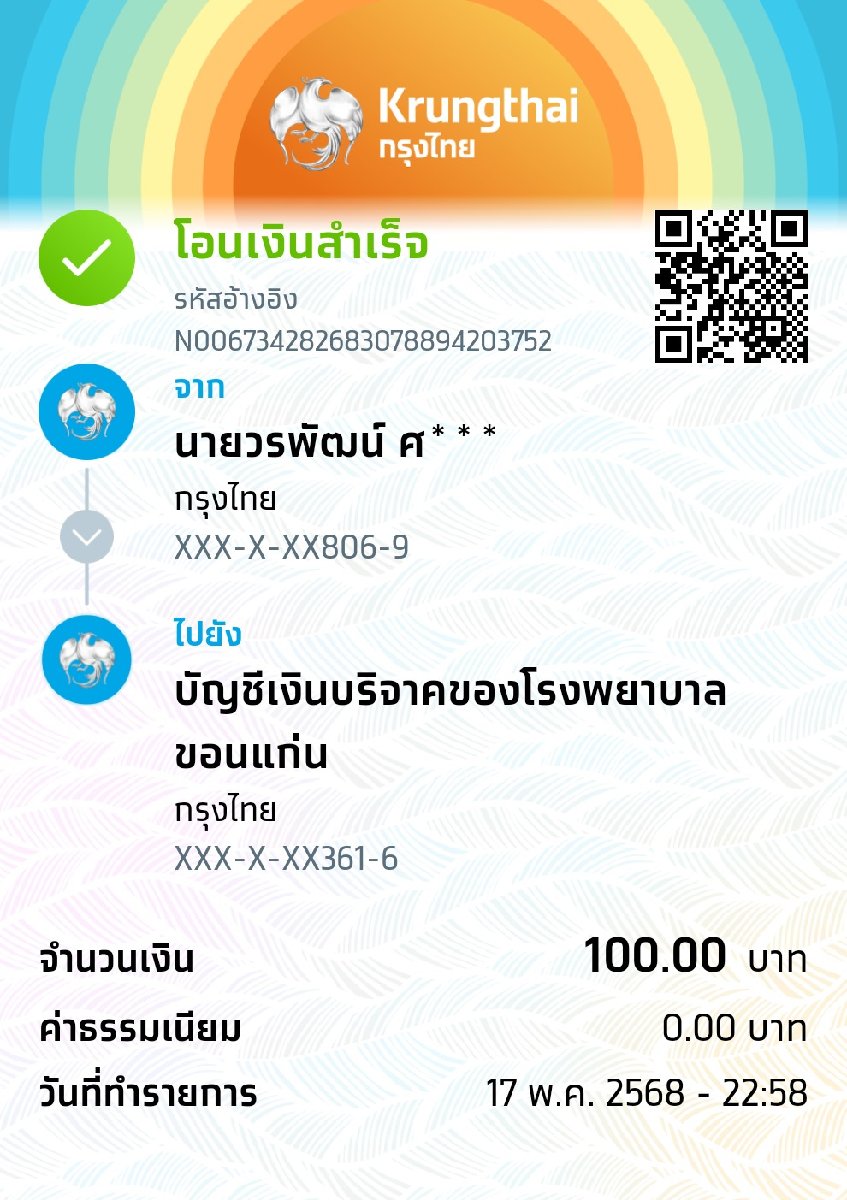 Krungthai
กรุงไทย
โอนเงินสำเร็จ
รหัสอ้างอิง
N006734282683078894203752
จาก
นายวรพัฒน์ ศ***
กรุงไทย
XXX-X-XX806-9
ไปยัง
บัญชีเงินบริจาคของโรงพยาบาล
ขอนแก่น
กรุงไทย
XXX-X-XX361-6
จำนวนเงิน 100.00 บาท
ค่าธรรมเนียม 0.00 บาท
วันที่ทำรายการ 17 พ.ค. 2568 - 22:58